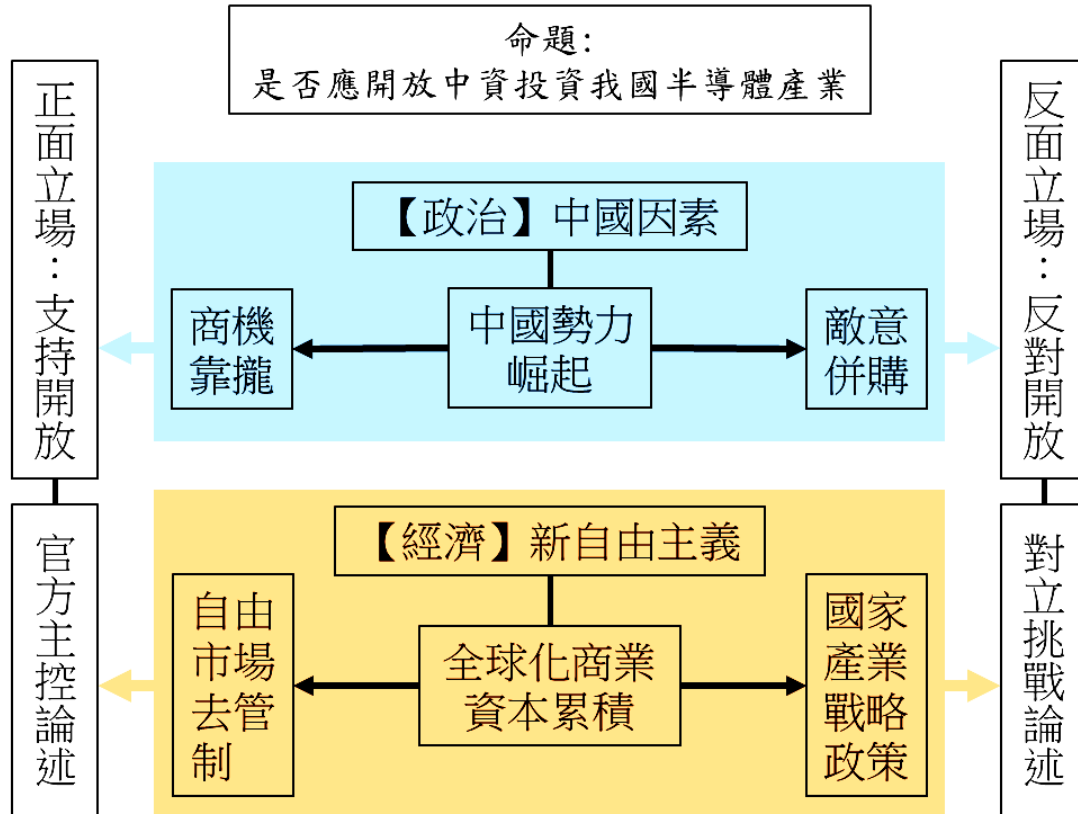 命題:
是否應開放中資投資我國半導體產業
正面立場：支持開放
反面立場：反對開放
【政治】中國因素
商機
靠攏
中國勢力
崛起
敵意
併購
官方主控論述
對立挑戰論述
【經濟】新自由主義
自由
市場
去管
制
全球化商業
資本累積
國家
產業
戰略
政策